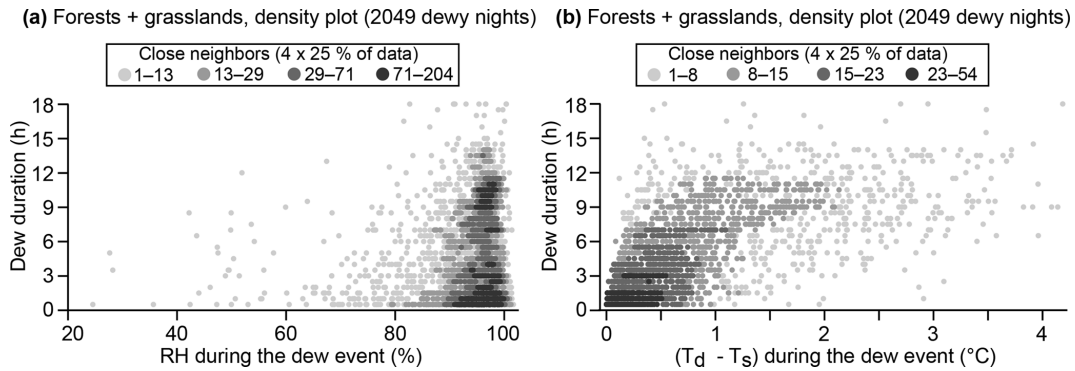 (a) Forests + grasslands, density plot (2049 dewy nights)
Close neighbors (4 x 25 % of data)
1–13 13–29 29–71 71–204
Dew duration (h)
18
15
12
9
6
3
0
20 40 60 80 100
RH during the dew event (%)
(b) Forests + grasslands, density plot (2049 dewy nights)
Close neighbors (4 x 25 % of data)
1–8 8–15 15–23 23–54
Dew duration (h)
18
15
12
9
6
3
0
0 1 2 3 4
(Td - Ts) during the dew event (°C)